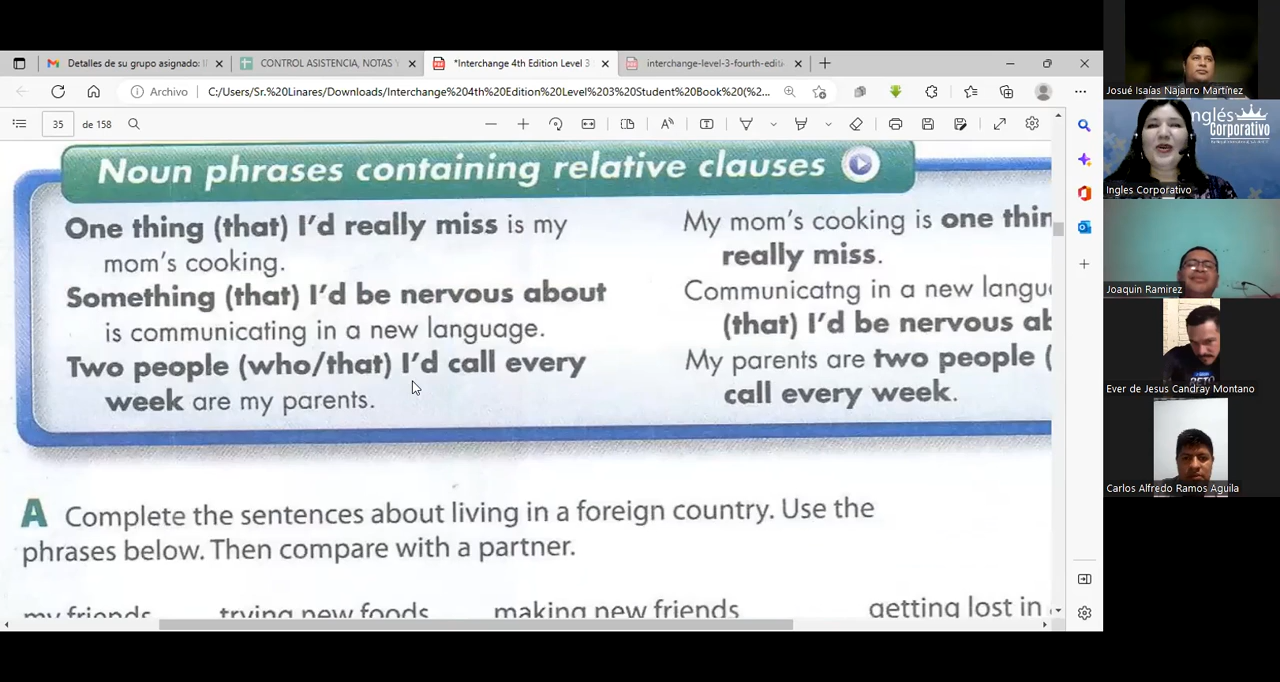 Detalles de su grupo asignado: I
CONTROL ASISTENCIA, NOTAS Y
*Interchange 4th Edition Level 3
interchange-level-3-fourth-editi
Archivo
C:/Users/Sr.%20Linares/Downloads/Interchange%204th%20Edition%20Level%203%20Student%20Book%20(%2...
35 de 158
Noun phrases containing relative clauses
One thing (that) I'd really miss is my
mom's cooking.
Something (that) I'd be nervous about
is communicating in a new language.
Two people (who/that) I'd call every
week are my parents.
My mom's cooking is one thin
really miss.
Communicatng in a new langu
(that) I'd be nervous ab
My parents are two people (
call every week.
A Complete the sentences about living in a foreign country. Use the
phrases below. Then compare with a partner.
my friends trying new foods making new friends getting lost in
Josué Isaías Najarro Martínez
Inglés
Corporativo
Ingles Corporativo
Joaquin Ramirez
Ever de Jesus Candray Montano
Carlos Alfredo Ramos Aguila